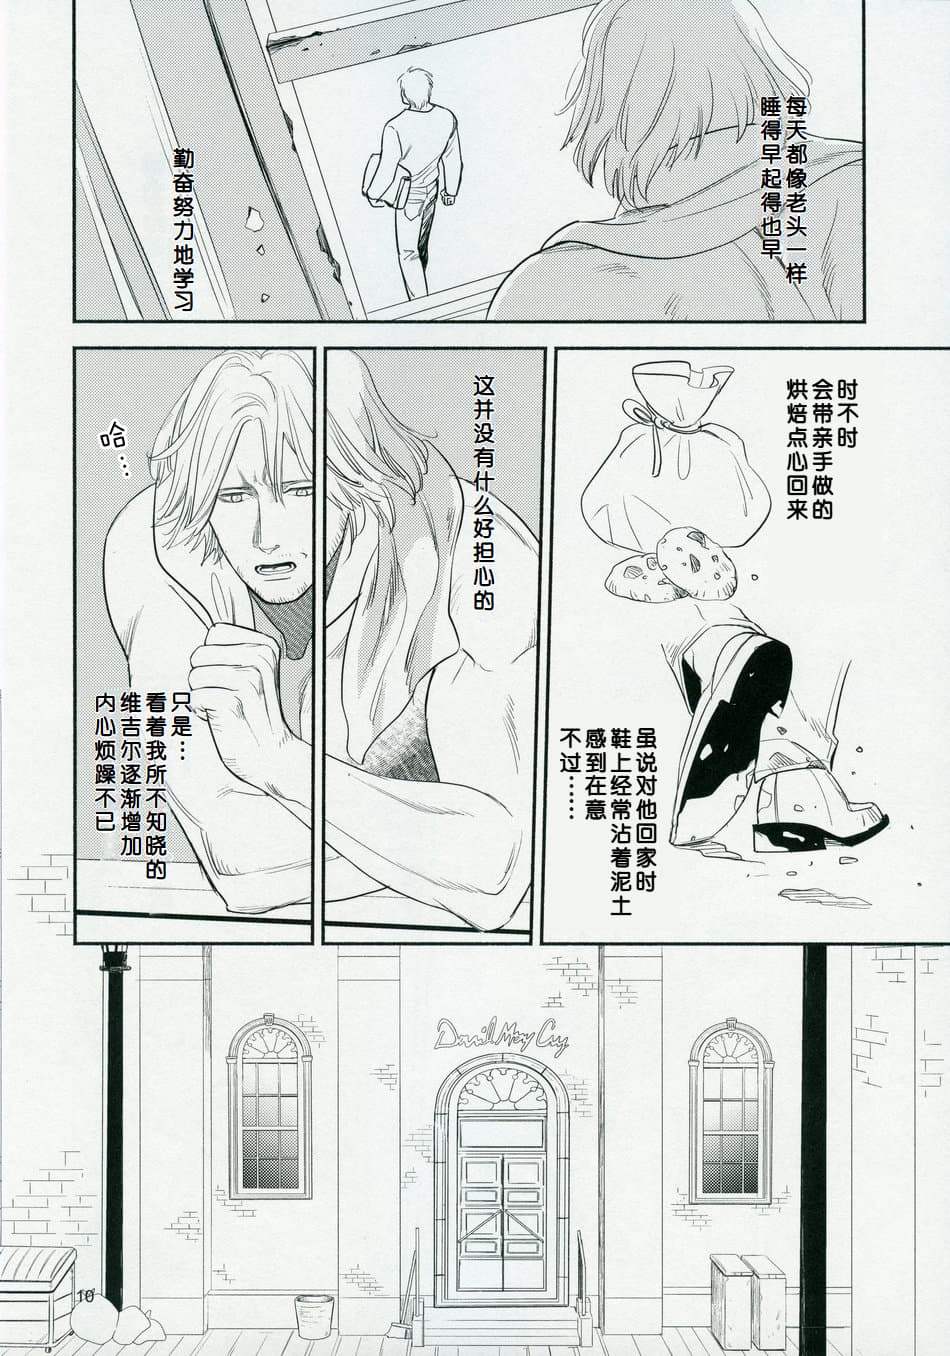 每天都像老头一样
睡得早起得也早
勤奋努力地学习
时不时
会带亲手做的
烘焙点心回来
虽说对他回家时
鞋上经常沾着泥土
感到在意
不过……
这并没有什么好担心的
哈…
只是…
看着我所不知晓的
维吉尔逐渐增加
内心烦躁不已
Devil May Cry
10